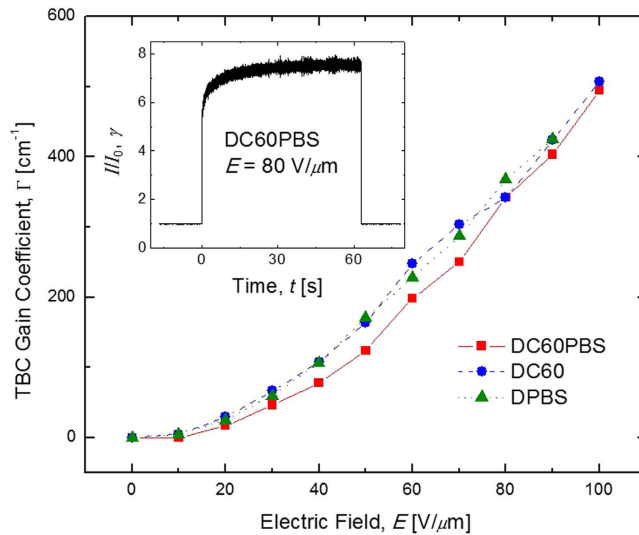 600
400
200
0
TBC Gain Coefficient, Γ [cm⁻¹]
0 20 40 60 80 100
Electric Field, E [V/μm]
8
6
4
2
0
I/I₀, γ
0 30 60
Time, t [s]
DC60PBS
E = 80 V/μm
DC60PBS
DC60
DPBS